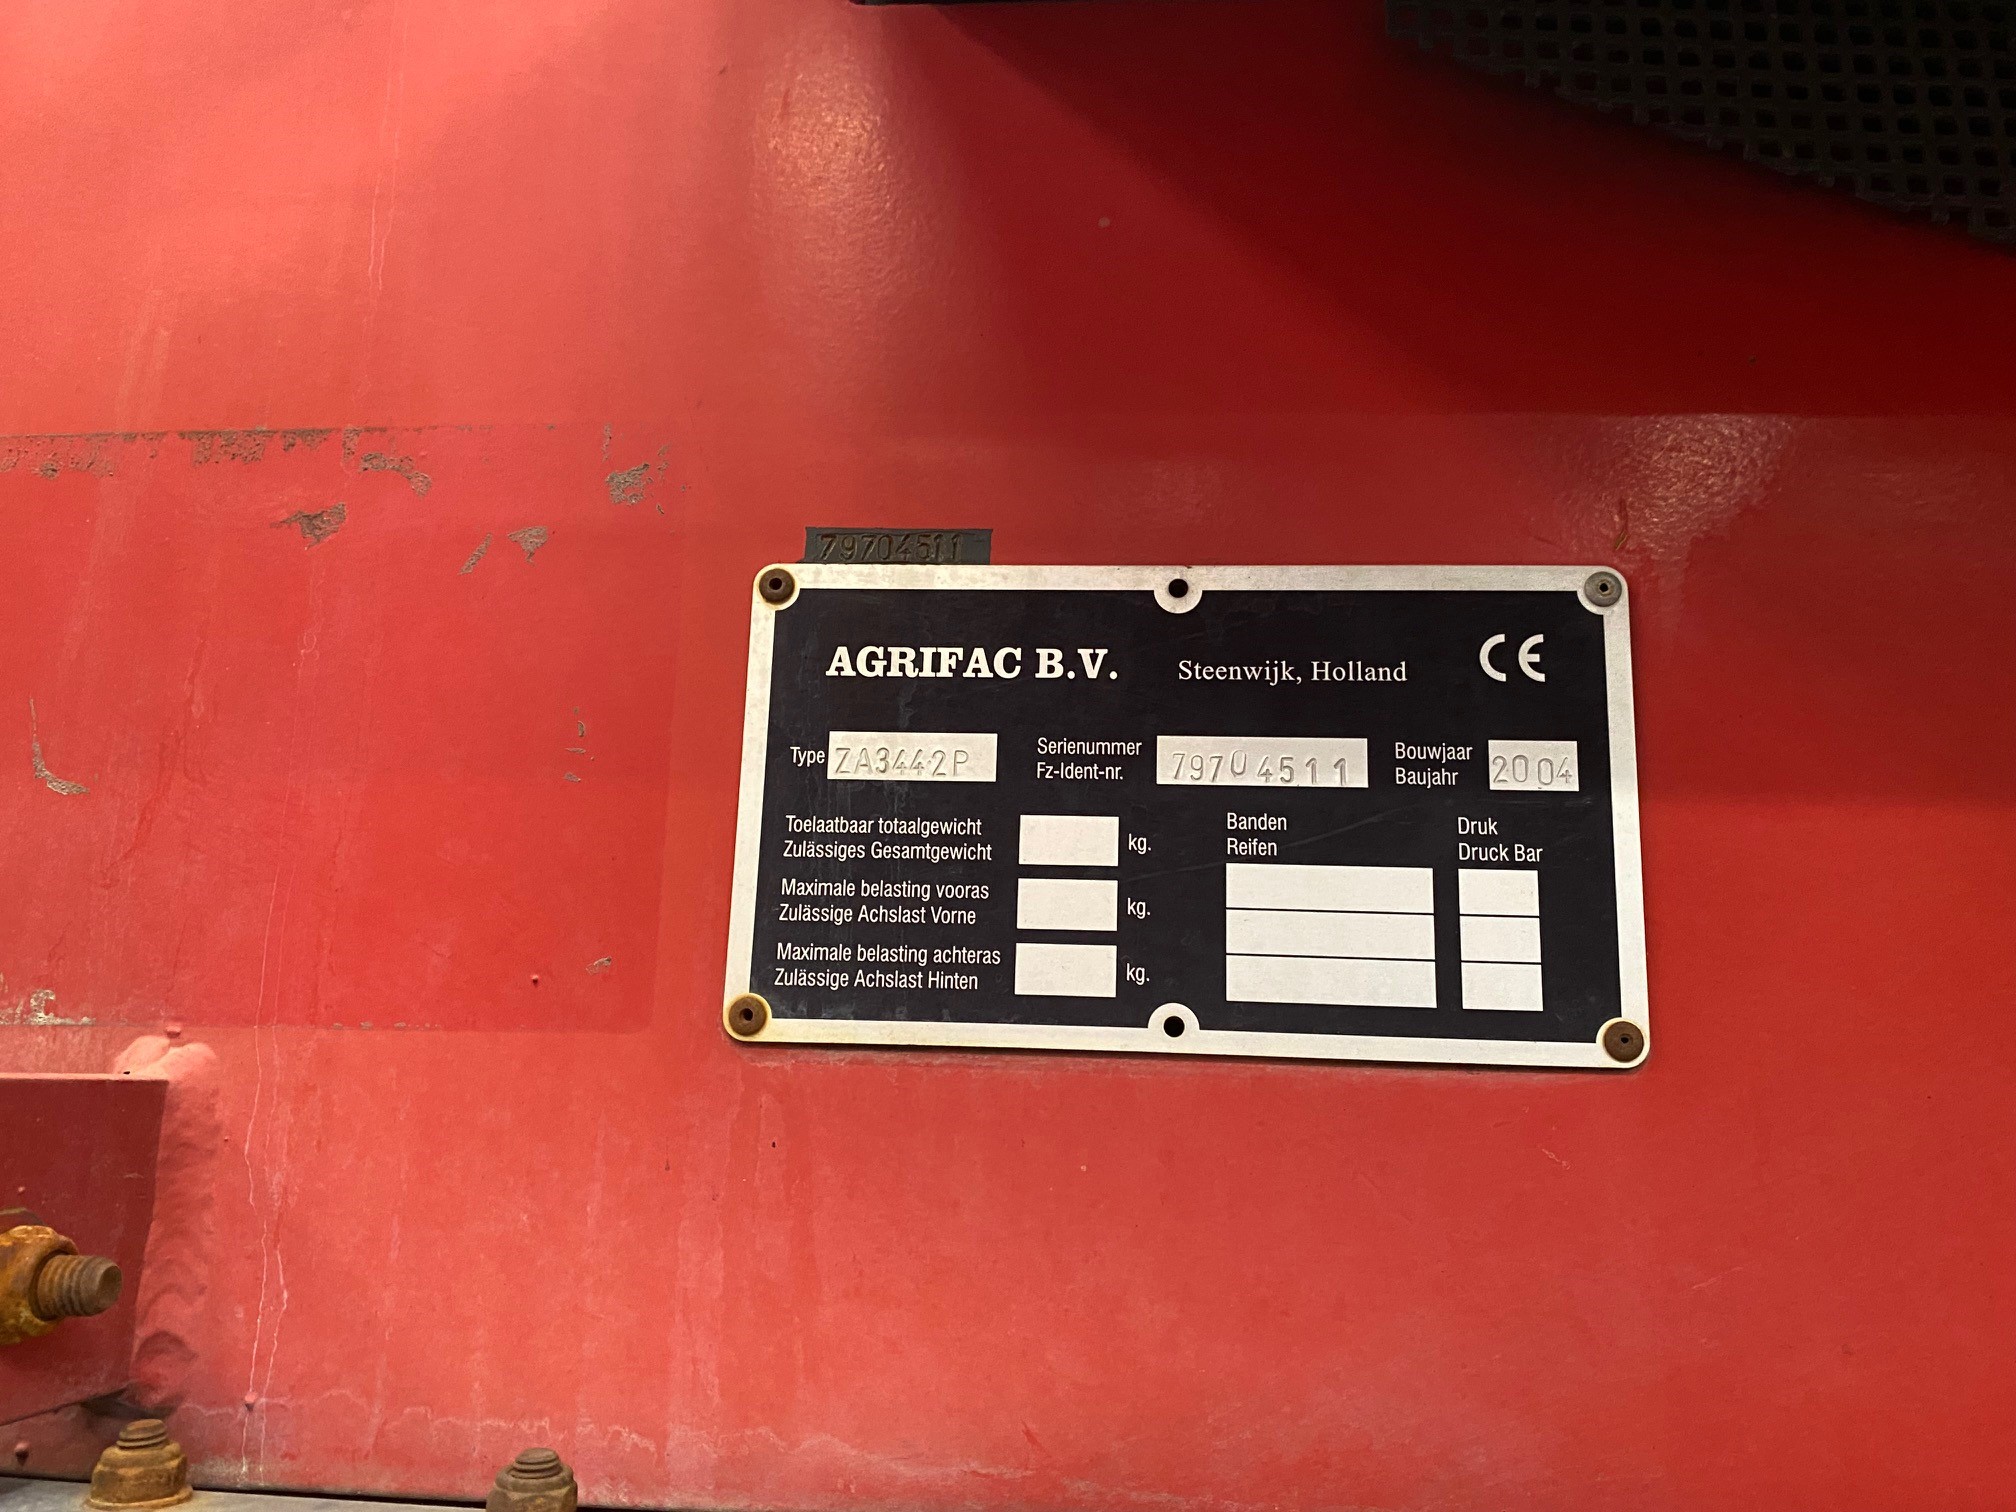 79704511
AGRIFAC B.V. Steenwijk, Holland CE
Type ZA3442P
Serienummer
Fz-Ident-nr. 79704511
Bouwjaar
Baujahr 2004
Toelaatbaar totaalgewicht
Zulässiges Gesamtgewicht kg.
Maximale belasting vooras
Zulässige Achslast Vorne kg.
Maximale belasting achteras
Zulässige Achslast Hinten kg.
Banden
Reifen
Druk
Druck Bar